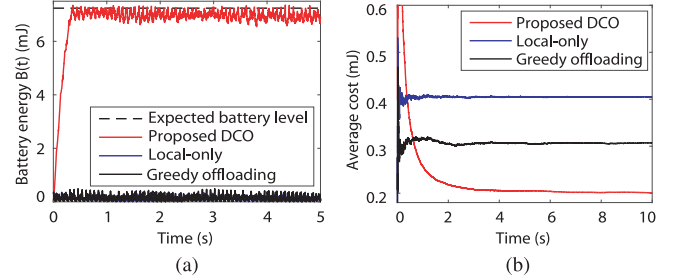 Battery energy B(t) (mJ)
6
4
2
0
Expected battery level
Proposed DCO
Local-only
Greedy offloading
0 1 2 3 4 5
Time (s)
(a)
Average cost (mJ)
0.6
0.5
0.4
0.3
0.2
Proposed DCO
Local-only
Greedy offloading
0 2 4 6 8 10
Time (s)
(b)